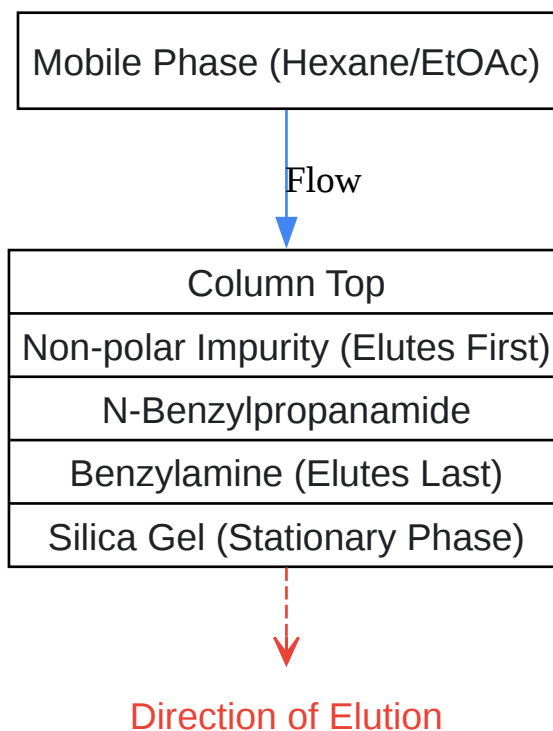 Mobile Phase (Hexane/EtOAc)
Flow
Column Top
Non-polar Impurity (Elutes First)
N-Benzylpropanamide
Benzylamine (Elutes Last)
Silica Gel (Stationary Phase)
Direction of Elution